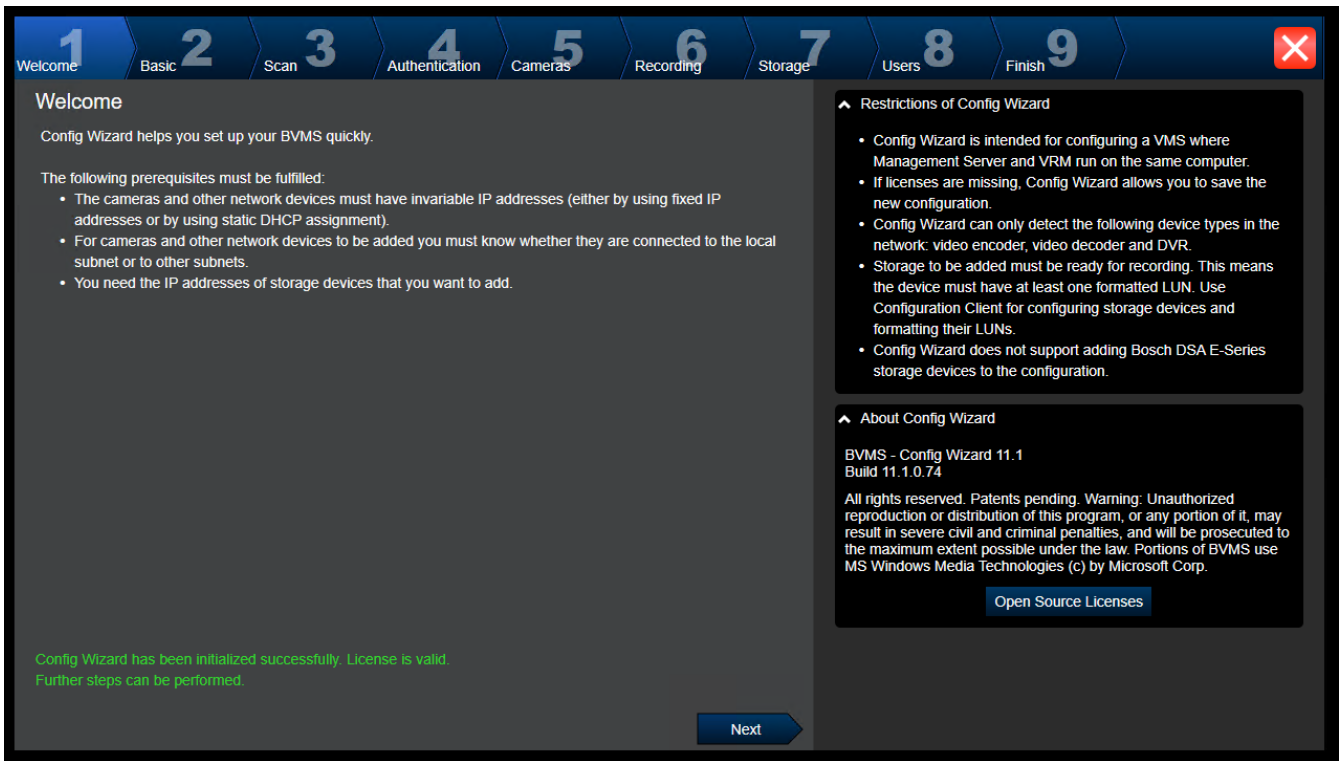 1 Welcome
2 Basic
3 Scan
4 Authentication
5 Cameras
6 Recording
7 Storage
8 Users
9 Finish
Welcome
Config Wizard helps you set up your BVMS quickly.
The following prerequisites must be fulfilled:
• The cameras and other network devices must have invariable IP addresses (either by using fixed IP
addresses or by using static DHCP assignment).
• For cameras and other network devices to be added you must know whether they are connected to the local
subnet or to other subnets.
• You need the IP addresses of storage devices that you want to add.
Config Wizard has been initialized successfully. License is valid.
Further steps can be performed.
Next
Restrictions of Config Wizard
• Config Wizard is intended for configuring a VMS where
Management Server and VRM run on the same computer.
• If licenses are missing, Config Wizard allows you to save the
new configuration.
• Config Wizard can only detect the following device types in the
network: video encoder, video decoder and DVR.
• Storage to be added must be ready for recording. This means
the device must have at least one formatted LUN. Use
Configuration Client for configuring storage devices and
formatting their LUNs.
• Config Wizard does not support adding Bosch DSA E-Series
storage devices to the configuration.
About Config Wizard
BVMS - Config Wizard 11.1
Build 11.1.0.74
All rights reserved. Patents pending. Warning: Unauthorized
reproduction or distribution of this program, or any portion of it, may
result in severe civil and criminal penalties, and will be prosecuted to
the maximum extent possible under the law. Portions of BVMS use
MS Windows Media Technologies (c) by Microsoft Corp.
Open Source Licenses